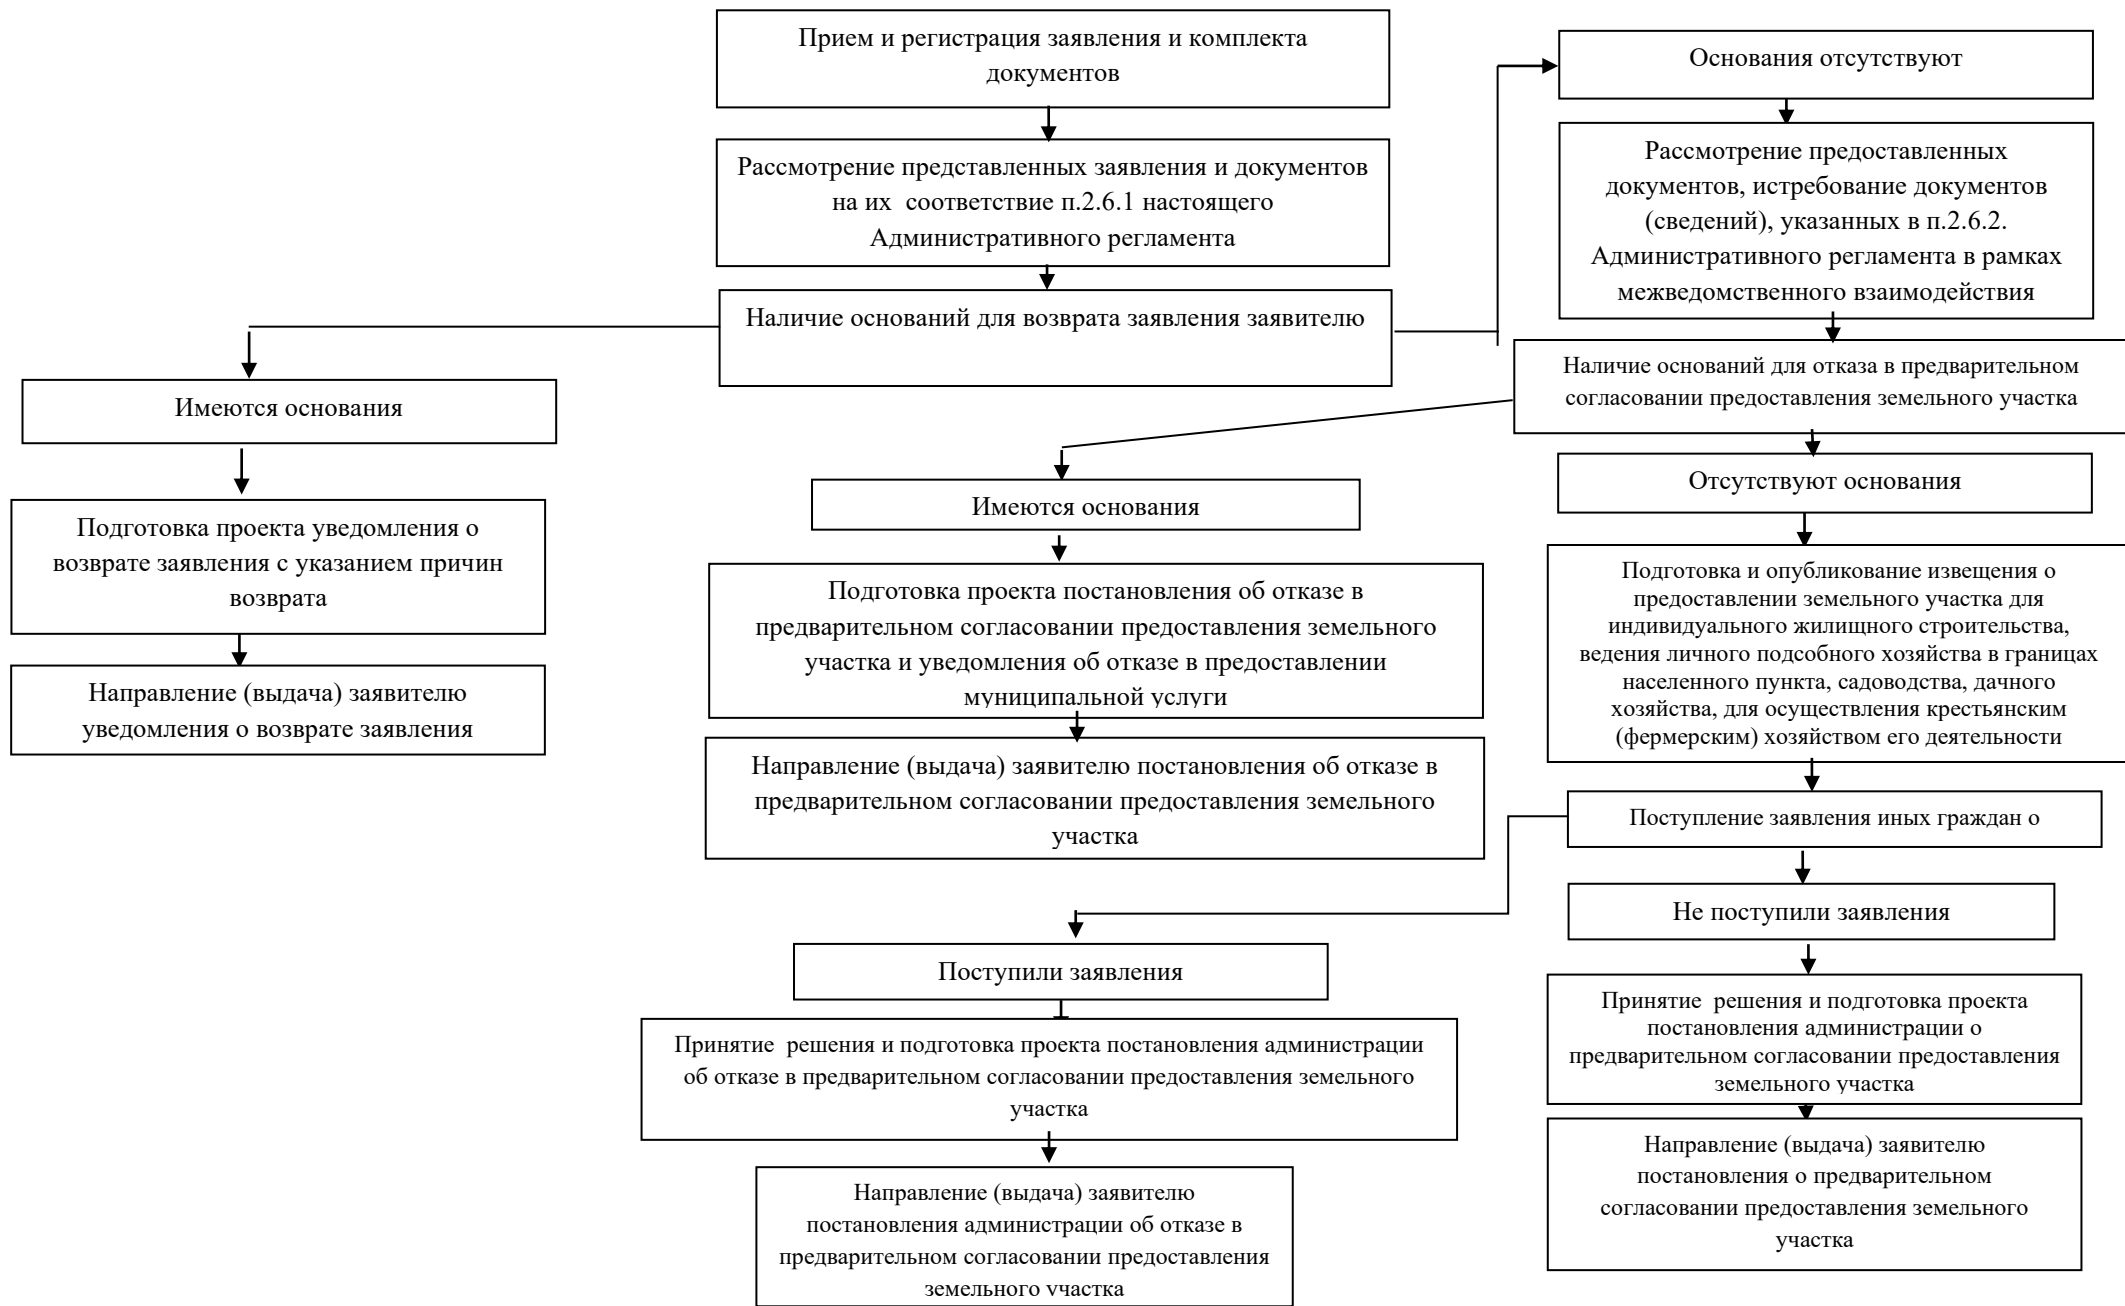 Прием и регистрация заявления и комплекта
документов
Рассмотрение представленных заявления и документов
на их  соответствие п.2.6.1 настоящего
Административного регламента
Наличие оснований для возврата заявления заявителю
Основания отсутствуют
Рассмотрение предоставленных
документов, истребование документов
(сведений), указанных в п.2.6.2.
Административного регламента в рамках
межведомственного взаимодействия
Наличие оснований для отказа в предварительном
согласовании предоставления земельного участка
Имеются основания
Подготовка проекта уведомления о
возврате заявления с указанием причин
возврата
Направление (выдача) заявителю
уведомления о возврате заявления
Имеются основания
Подготовка проекта постановления об отказе в
предварительном согласовании предоставления земельного
участка и уведомления об отказе в предоставлении
муниципальной услуги
Направление (выдача) заявителю постановления об отказе в
предварительном согласовании предоставления земельного
участка
Отсутствуют основания
Подготовка и опубликование извещения о
предоставлении земельного участка для
индивидуального жилищного строительства,
ведения личного подсобного хозяйства в границах
населенного пункта, садоводства, дачного
хозяйства, для осуществления крестьянским
(фермерским) хозяйством его деятельности
Поступление заявления иных граждан о
Не поступили заявления
Принятие  решения и подготовка проекта
постановления администрации о
предварительном согласовании предоставления
земельного участка
Направление (выдача) заявителю
постановления о предварительном
согласовании предоставления земельного
участка
Поступили заявления
Принятие  решения и подготовка проекта постановления администрации
об отказе в предварительном согласовании предоставления земельного
участка
Направление (выдача) заявителю
постановления администрации об отказе в
предварительном согласовании предоставления
земельного участка